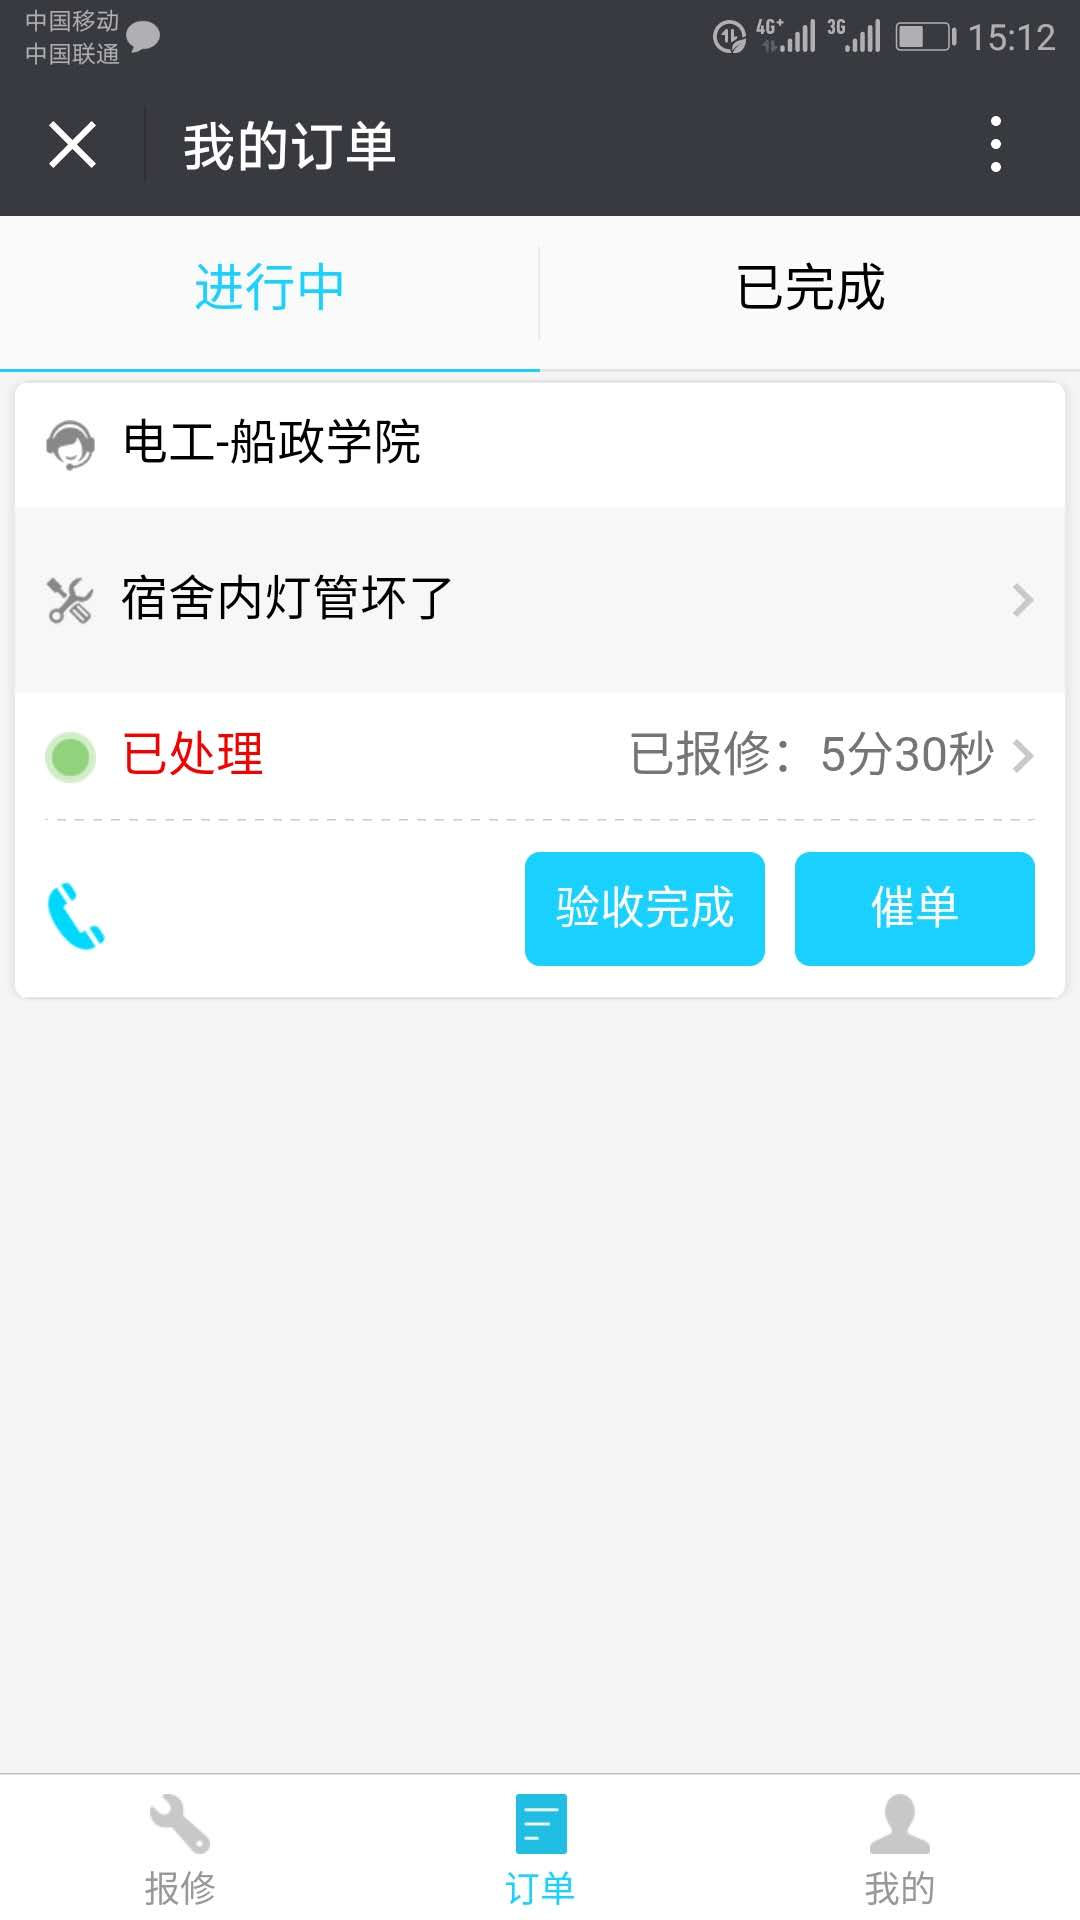 中国移动
中国联通
4G+ 3G 15:12
我的订单
进行中 已完成
电工-船政学院
宿舍内灯管坏了
已处理 已报修：5分30秒
验收完成 催单
报修 订单 我的